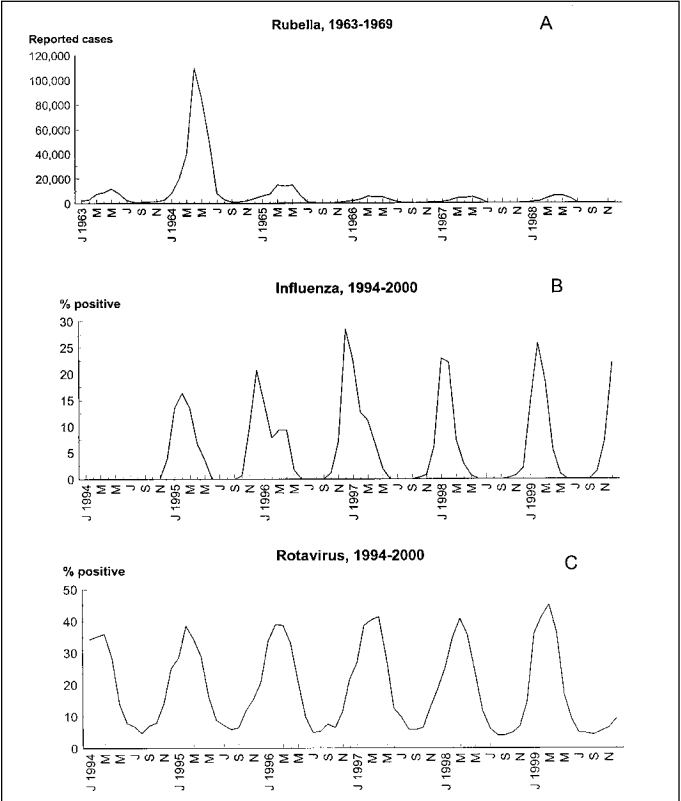 Rubella, 1963-1969
A
Reported cases
120,000
100,000
80,000
60,000
40,000
20,000
0
J 1963 M M J S N J 1964 M M J S N J 1965 M M J S N J 1966 M M J S N J 1967 M M J S N J 1968 M M J S N
Influenza, 1994-2000
B
% positive
30
25
20
15
10
5
0
J 1994 M M J S N J 1995 M M J S N J 1996 M M J S N J 1997 M M J S N J 1998 M M J S N J 1999 M M J S N
Rotavirus, 1994-2000
C
% positive
50
40
30
20
10
0
J 1994 M M J S N J 1995 M M J S N J 1996 M M J S N J 1997 M M J S N J 1998 M M J S N J 1999 M M J S N